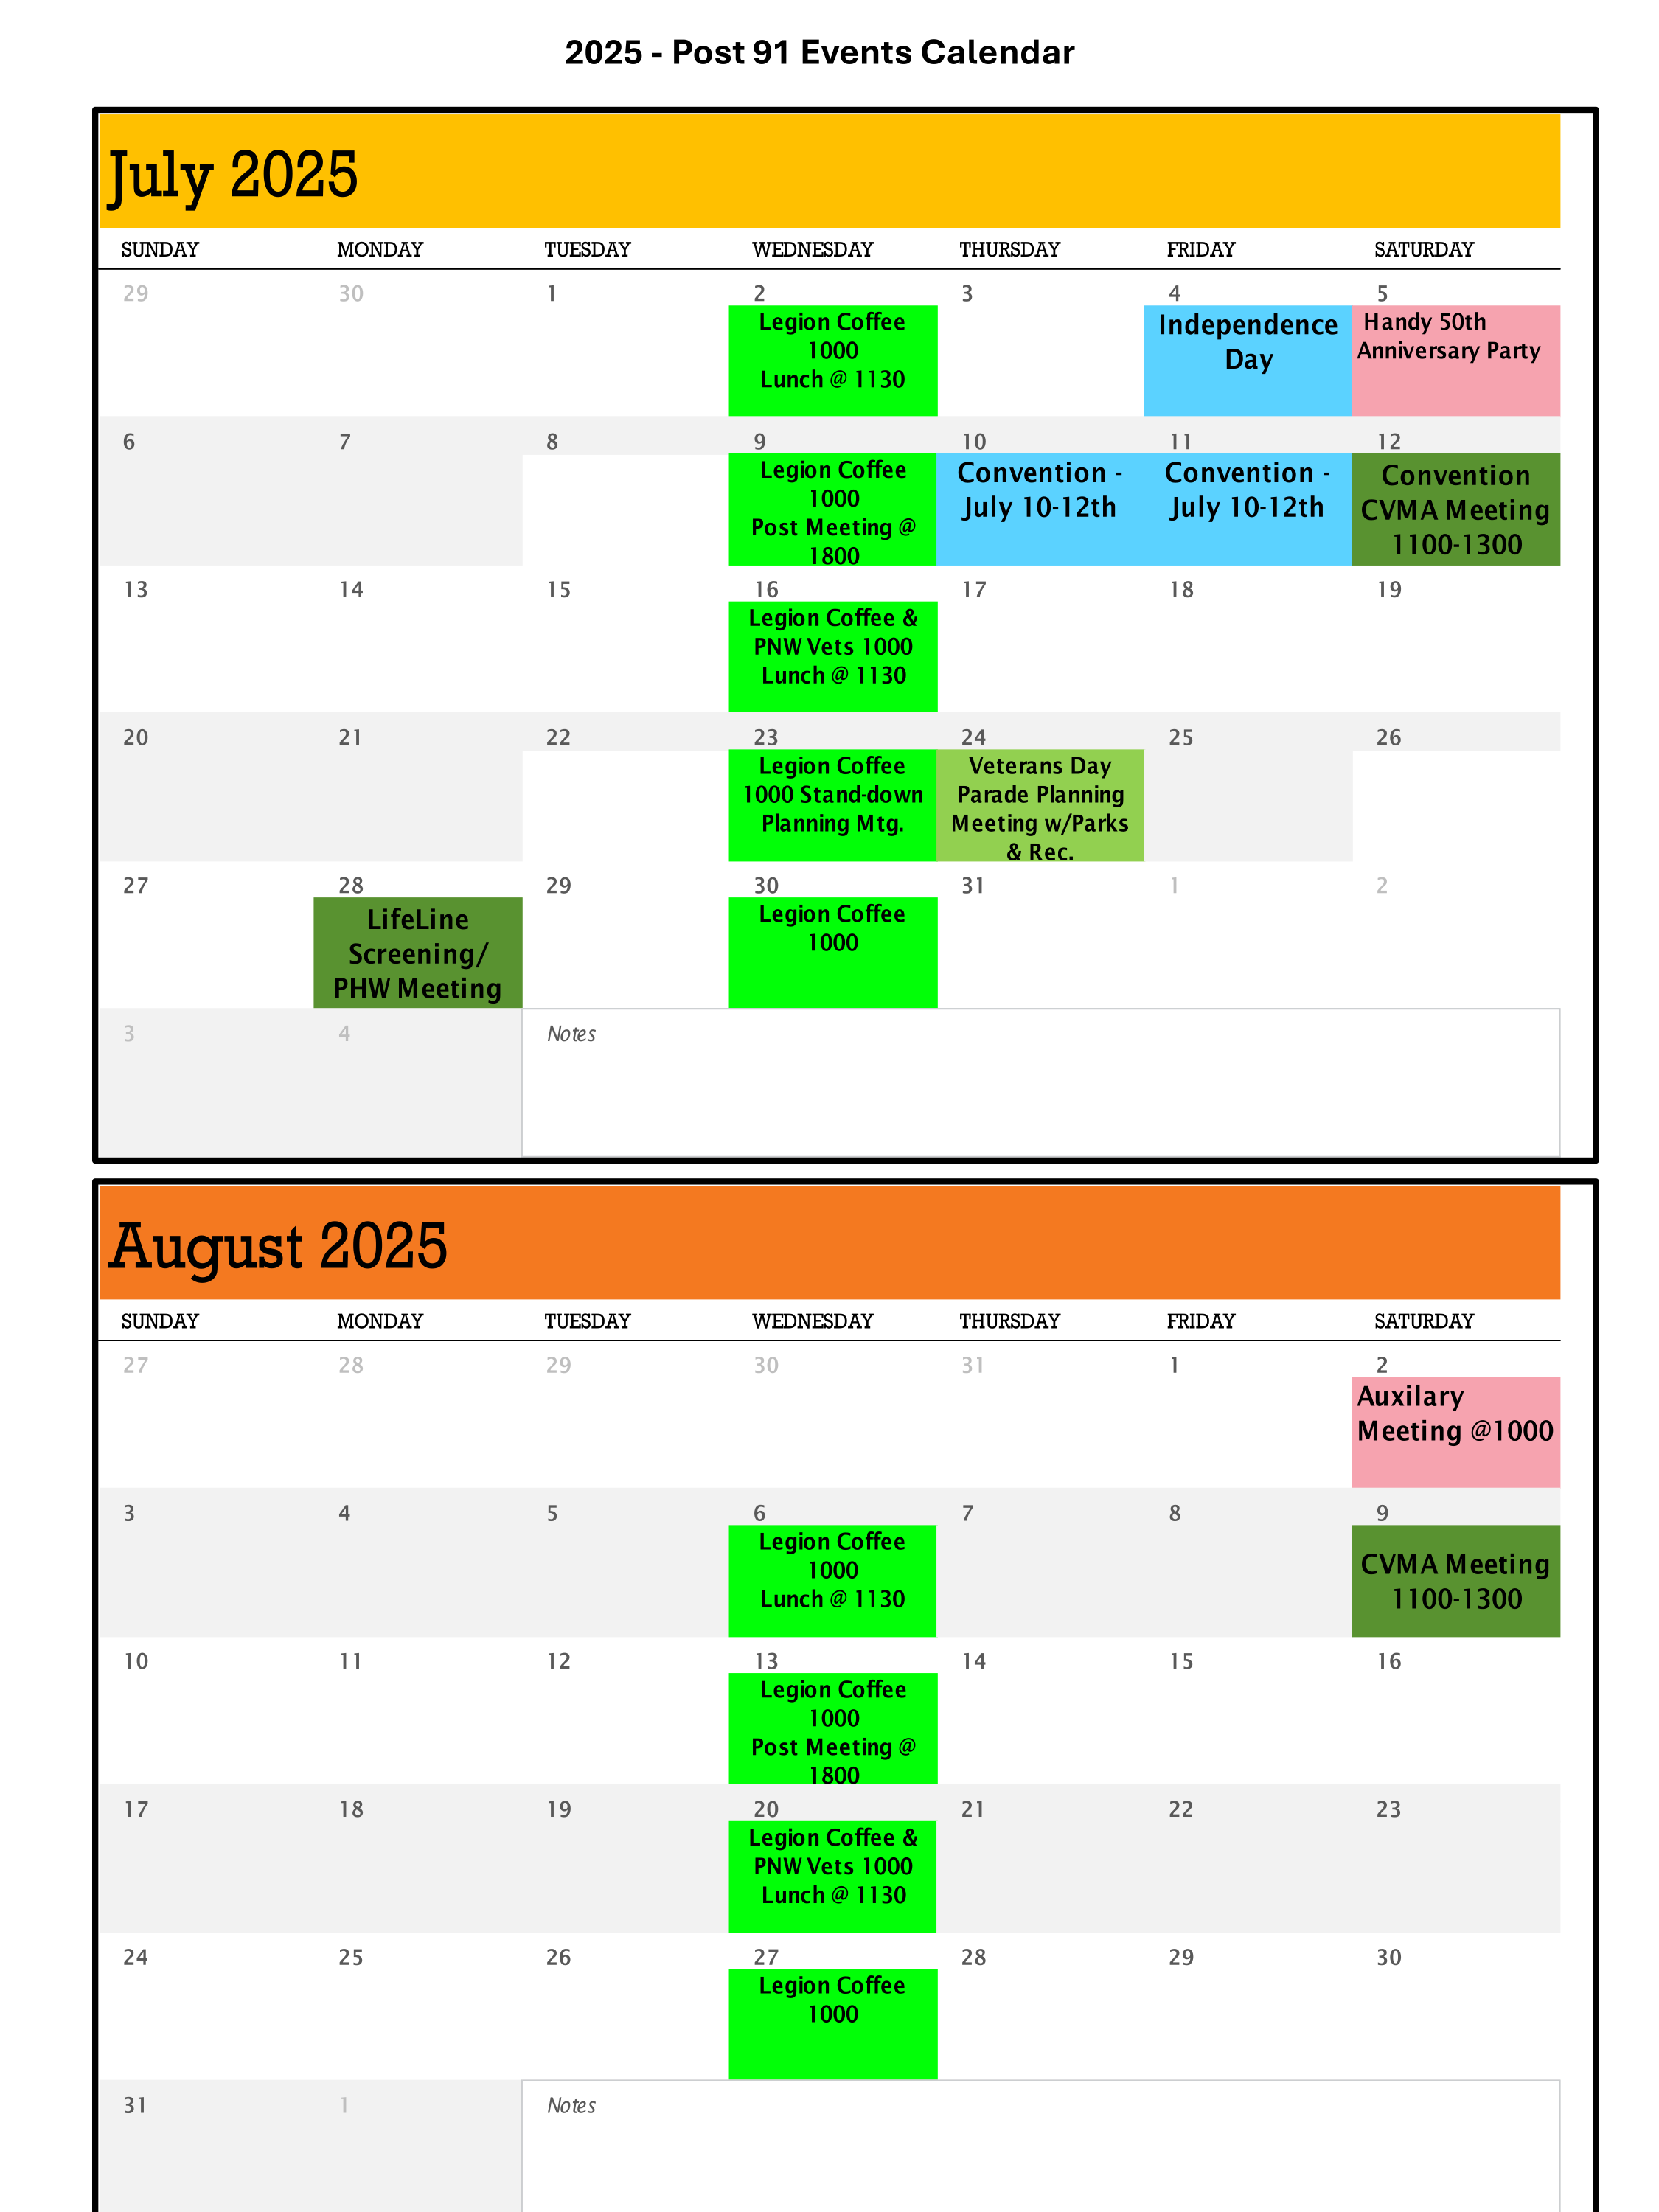 2025 - Post 91 Events Calendar
July 2025
SUNDAY MONDAY TUESDAY WEDNESDAY THURSDAY FRIDAY SATURDAY
29 30 1 2 3 4 5
Legion Coffee
1000
Lunch @ 1130
Independence
Day
Handy 50th
Anniversary Party
6 7 8 9 10 11 12
Legion Coffee
1000
Post Meeting @
1800
Convention -
July 10-12th
Convention -
July 10-12th
Convention
CVMA Meeting
1100-1300
13 14 15 16 17 18 19
Legion Coffee &
PNW Vets 1000
Lunch @ 1130
20 21 22 23 24 25 26
Legion Coffee
1000 Stand-down
Planning Mtg.
Veterans Day
Parade Planning
Meeting w/Parks
& Rec.
27 28 29 30 31 1 2
LifeLine
Screening/
PHW Meeting
Legion Coffee
1000
3 4 Notes
August 2025
SUNDAY MONDAY TUESDAY WEDNESDAY THURSDAY FRIDAY SATURDAY
27 28 29 30 31 1 2
Auxilary
Meeting @1000
3 4 5 6 7 8 9
Legion Coffee
1000
Lunch @ 1130
CVMA Meeting
1100-1300
10 11 12 13 14 15 16
Legion Coffee
1000
Post Meeting @
1800
17 18 19 20 21 22 23
Legion Coffee &
PNW Vets 1000
Lunch @ 1130
24 25 26 27 28 29 30
Legion Coffee
1000
31 1 Notes